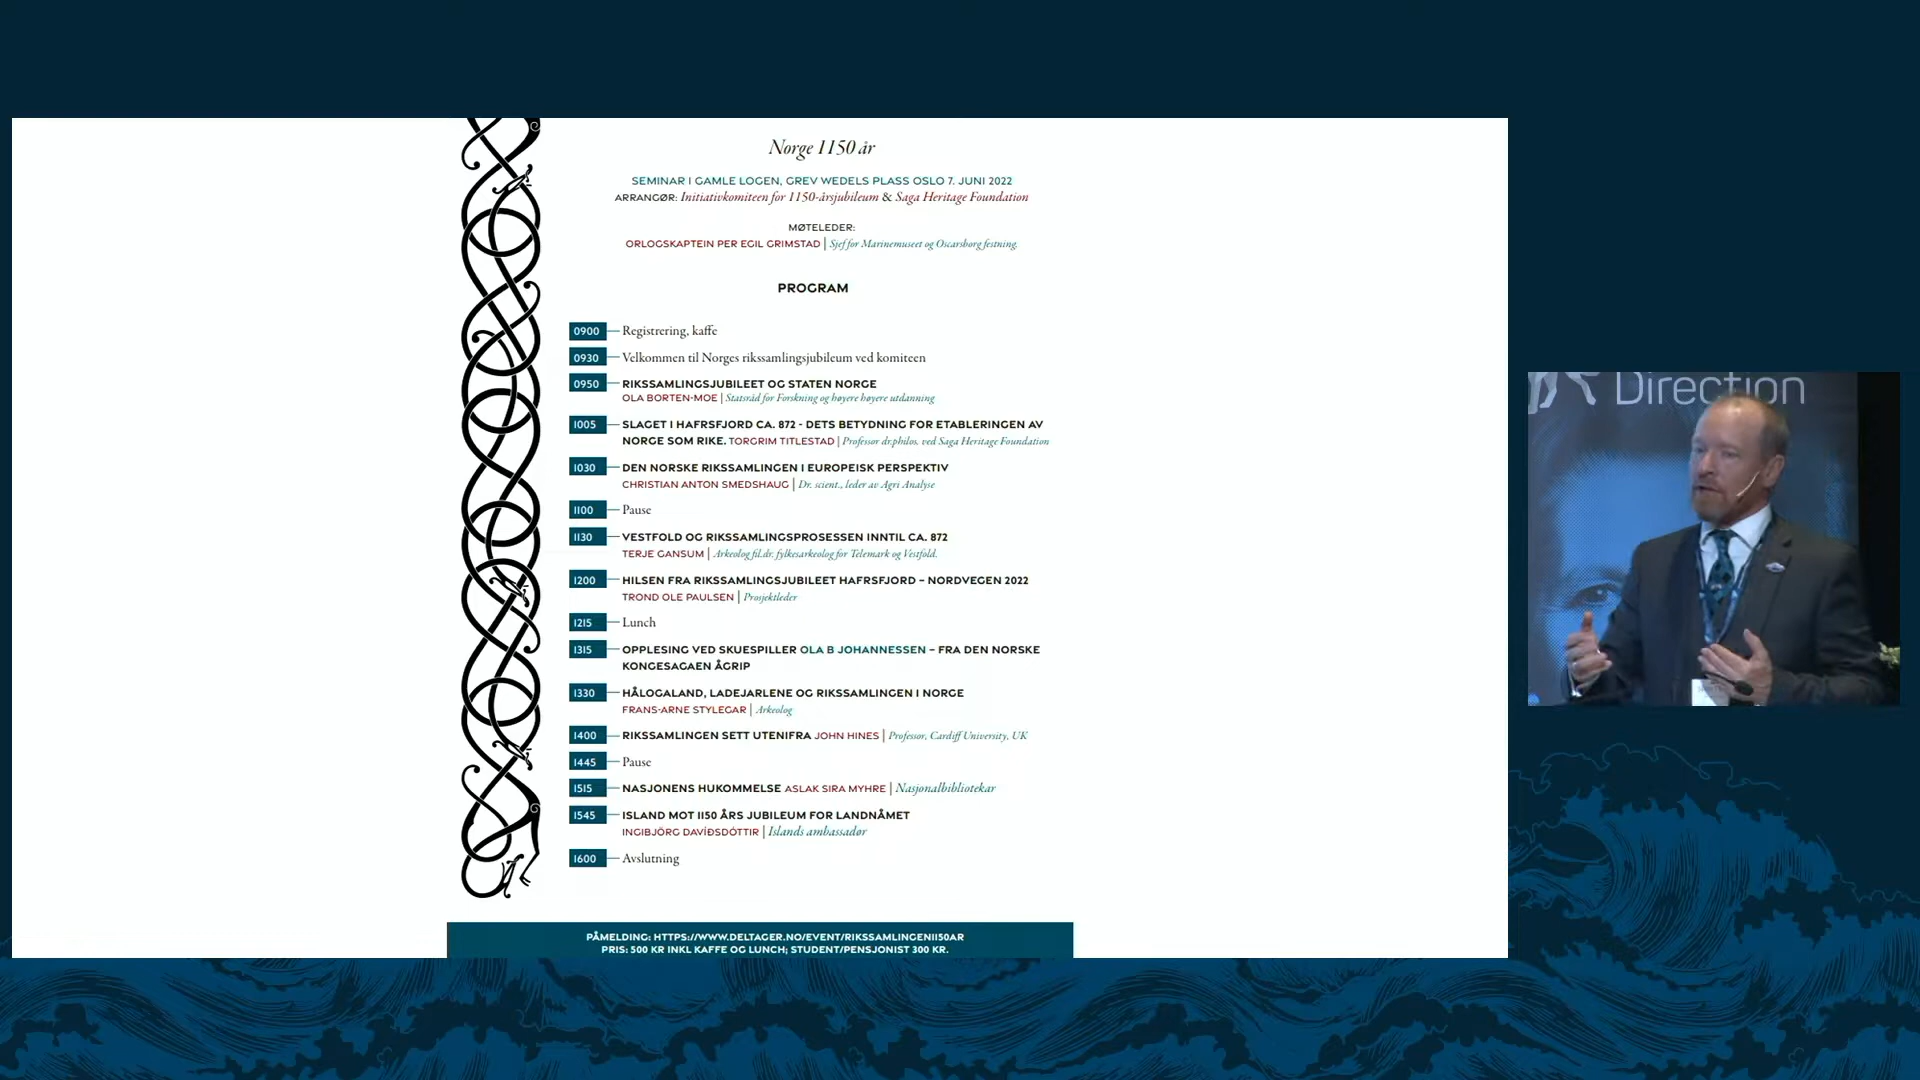 Norge 1150 år
SEMINAR I GAMLE LOGEN, GREV WEDELS PLASS OSLO 7. JUNI 2022
ARRANGØR: Initiativkomiteen for 1150-årsjubileum & Saga Heritage Foundation
MØTELEDER:
ORLOGSKAPTEIN PER EGIL GRIMSTAD | Sjef for Marinemuseet og Oscarsborg festning.
PROGRAM
0900 Registrering, kaffe
0930 Velkommen til Norges rikssamlingsjubileum ved komiteen
0950 RIKSSAMLINGSJUBILEET OG STATEN NORGE
OLA BORTEN-MOE | Statsråd for Forskning og høyere høyere utdanning
1005 SLAGET I HAFRSFJORD CA. 872 - DETS BETYDNING FOR ETABLERINGEN AV
NORGE SOM RIKE. TORGRIM TITLESTAD | Professor dr.philos. ved Saga Heritage Foundation
1030 DEN NORSKE RIKSSAMLINGEN I EUROPEISK PERSPEKTIV
CHRISTIAN ANTON SMEDSHAUG | Dr. scient., leder av Agri Analyse
1100 Pause
1130 VESTFOLD OG RIKSSAMLINGSPROSESSEN INNTIL CA. 872
TERJE GANSUM | Arkeolog fil.dr. fylkesarkeolog for Telemark og Vestfold.
1200 HILSEN FRA RIKSSAMLINGSJUBILEET HAFRSFJORD – NORDVEGEN 2022
TROND OLE PAULSEN | Prosjektleder
1215 Lunch
1315 OPPLESING VED SKUESPILLER OLA B JOHANNESSEN – FRA DEN NORSKE
KONGESAGAEN ÅGRIP
1330 HÅLOGALAND, LADEJARLENE OG RIKSSAMLINGEN I NORGE
FRANS-ARNE STYLEGAR | Arkeolog
1400 RIKSSAMLINGEN SETT UTENIFRA JOHN HINES | Professor, Cardiff University, UK
1445 Pause
1515 NASJONENS HUKOMMELSE ASLAK SIRA MYHRE | Nasjonalbibliotekar
1545 ISLAND MOT 1150 ÅRS JUBILEUM FOR LANDNÅMET
INGIBJÖRG DAVÍÐSDÓTTIR | Islands ambassadør
1600 Avslutning
PÅMELDING: HTTPS://WWW.DELTAGER.NO/EVENT/RIKSSAMLINGEN1150AR
PRIS: 500 KR INKL KAFFE OG LUNCH; STUDENT/PENSJONIST 300 KR.
Direction